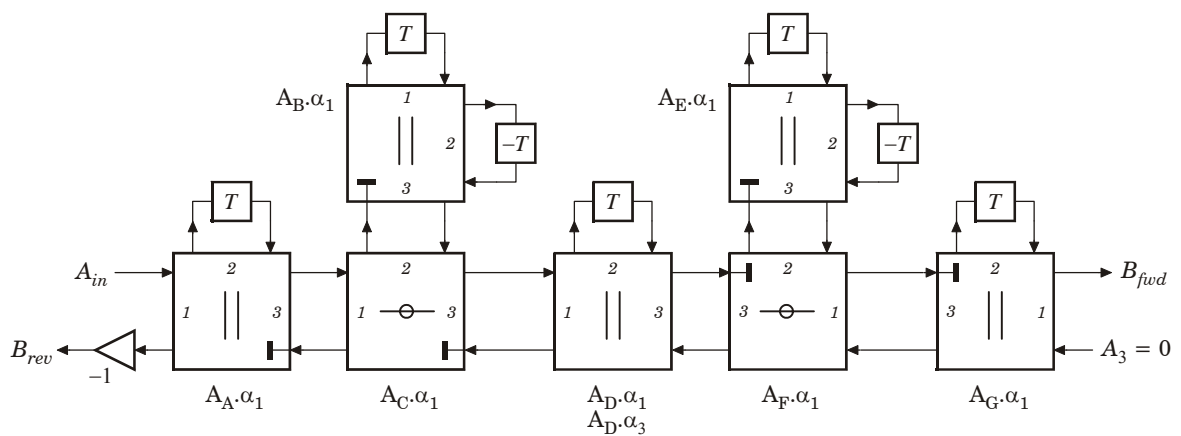 T
T
A_B.α_1
1
2
3
−T
A_E.α_1
1
2
3
−T
T
T
T
A_in
2
1
3
2
1
3
2
1
3
2
3
1
2
3
1
B_fwd
B_rev
−1
A_3 = 0
A_A.α_1
A_C.α_1
A_D.α_1
A_F.α_1
A_G.α_1
A_D.α_3